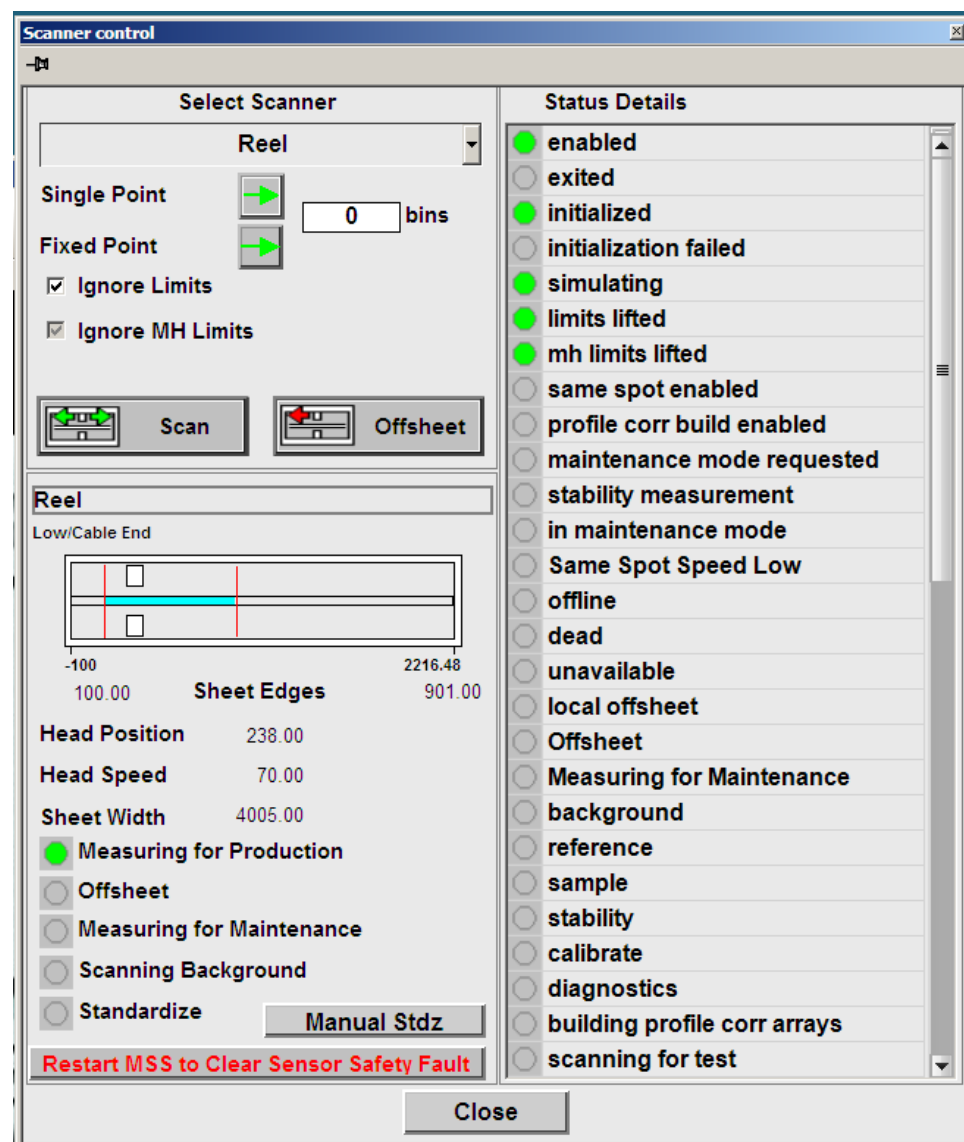 Scanner control
Select Scanner
Reel
Single Point
0 bins
Fixed Point
Ignore Limits
Ignore MH Limits
Scan
Offsheet
Reel
Low/Cable End
-100 2216.48
100.00 Sheet Edges 901.00
Head Position 238.00
Head Speed 70.00
Sheet Width 4005.00
Measuring for Production
Offsheet
Measuring for Maintenance
Scanning Background
Standardize
Manual Stdz
Restart MSS to Clear Sensor Safety Fault
Status Details
enabled
exited
initialized
initialization failed
simulating
limits lifted
mh limits lifted
same spot enabled
profile corr build enabled
maintenance mode requested
stability measurement
in maintenance mode
Same Spot Speed Low
offline
dead
unavailable
local offsheet
Offsheet
Measuring for Maintenance
background
reference
sample
stability
calibrate
diagnostics
building profile corr arrays
scanning for test
Close